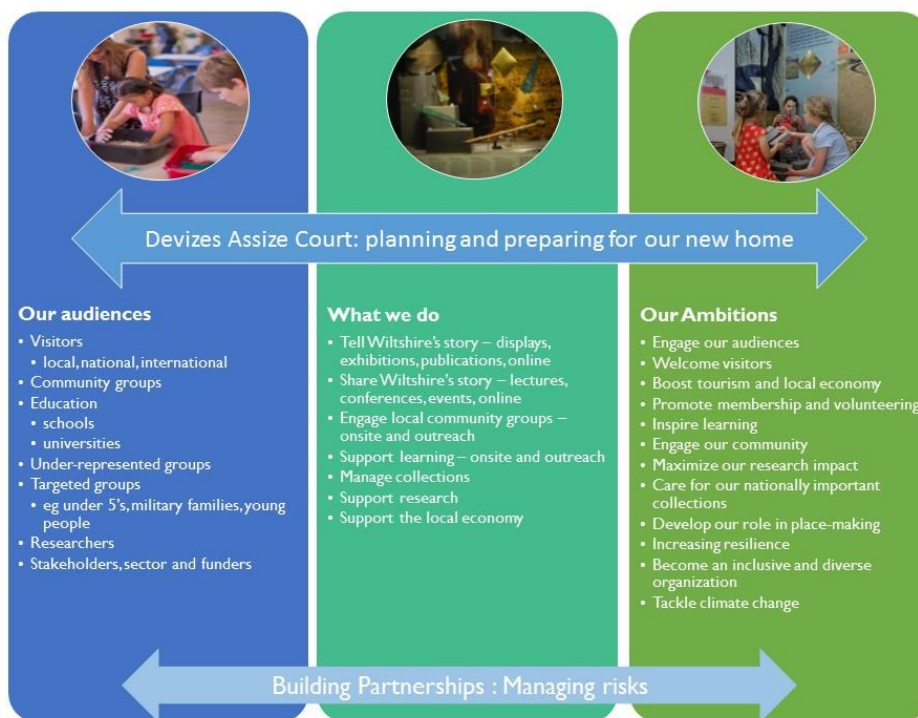 Devizes Assize Court: planning and preparing for our new home
Our audiences
• Visitors
• local, national, international
• Community groups
• Education
• schools
• universities
• Under-represented groups
• Targeted groups
• eg under 5's, military families, young
people
• Researchers
• Stakeholders, sector and funders
What we do
• Tell Wiltshire's story – displays,
exhibitions, publications, online
• Share Wiltshire's story – lectures,
conferences, events, online
• Engage local community groups –
onsite and outreach
• Support learning – onsite and outreach
• Manage collections
• Support research
• Support the local economy
Our Ambitions
• Engage our audiences
• Welcome visitors
• Boost tourism and local economy
• Promote membership and volunteering
• Inspire learning
• Engage our community
• Maximize our research impact
• Care for our nationally important
collections
• Develop our role in place-making
• Increasing resilience
• Become an inclusive and diverse
organization
• Tackle climate change
Building Partnerships : Managing risks